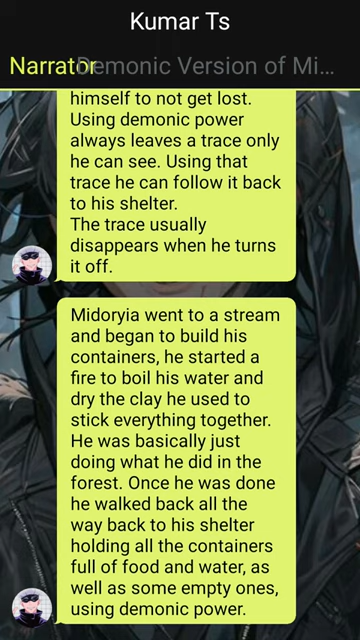 Kumar Ts
Narrator Demonic Version of Mi...
himself to not get lost.
Using demonic power
always leaves a trace only
he can see. Using that
trace he can follow it back
to his shelter.
The trace usually
disappears when he turns
it off.
Midoryia went to a stream
and began to build his
containers, he started a
fire to boil his water and
dry the clay he used to
stick everything together.
He was basically just
doing what he did in the
forest. Once he was done
he walked back all the
way back to his shelter
holding all the containers
full of food and water, as
well as some empty ones,
using demonic power.